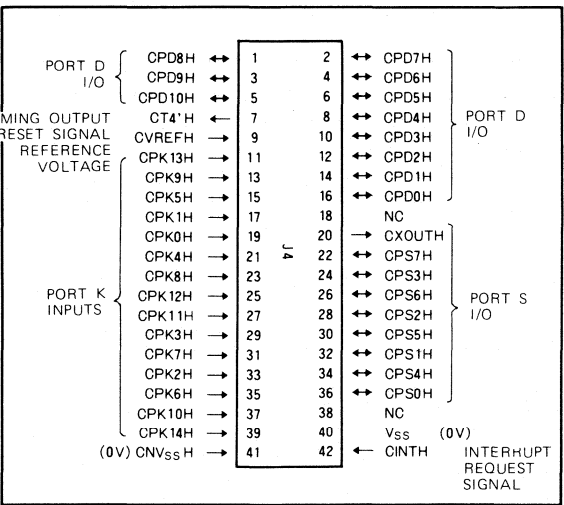 CPD8H 1 2 CPD7H
PORT D I/O CPD9H 3 4 CPD6H
CPD10H 5 6 CPD5H
MING OUTPUT CT4'H 7 8 CPD4H PORT D I/O
RESET SIGNAL CVREFH 9 10 CPD3H
REFERENCE VOLTAGE CPK13H 11 12 CPD2H
CPK9H 13 14 CPD1H
CPK5H 15 16 CPD0H
CPK1H 17 18 NC
CPK0H 19 20 CXOUTH
CPK4H 21 J4 22 CPS7H
CPK8H 23 24 CPS3H
PORT K INPUTS CPK12H 25 26 CPS6H PORT S I/O
CPK11H 27 28 CPS2H
CPK3H 29 30 CPS5H
CPK7H 31 32 CPS1H
CPK2H 33 34 CPS4H
CPK6H 35 36 CPS0H
CPK10H 37 38 NC
CPK14H 39 40 VSS (0V)
(0V) CNVSSH 41 42 CINTH INTERRUPT REQUEST SIGNAL